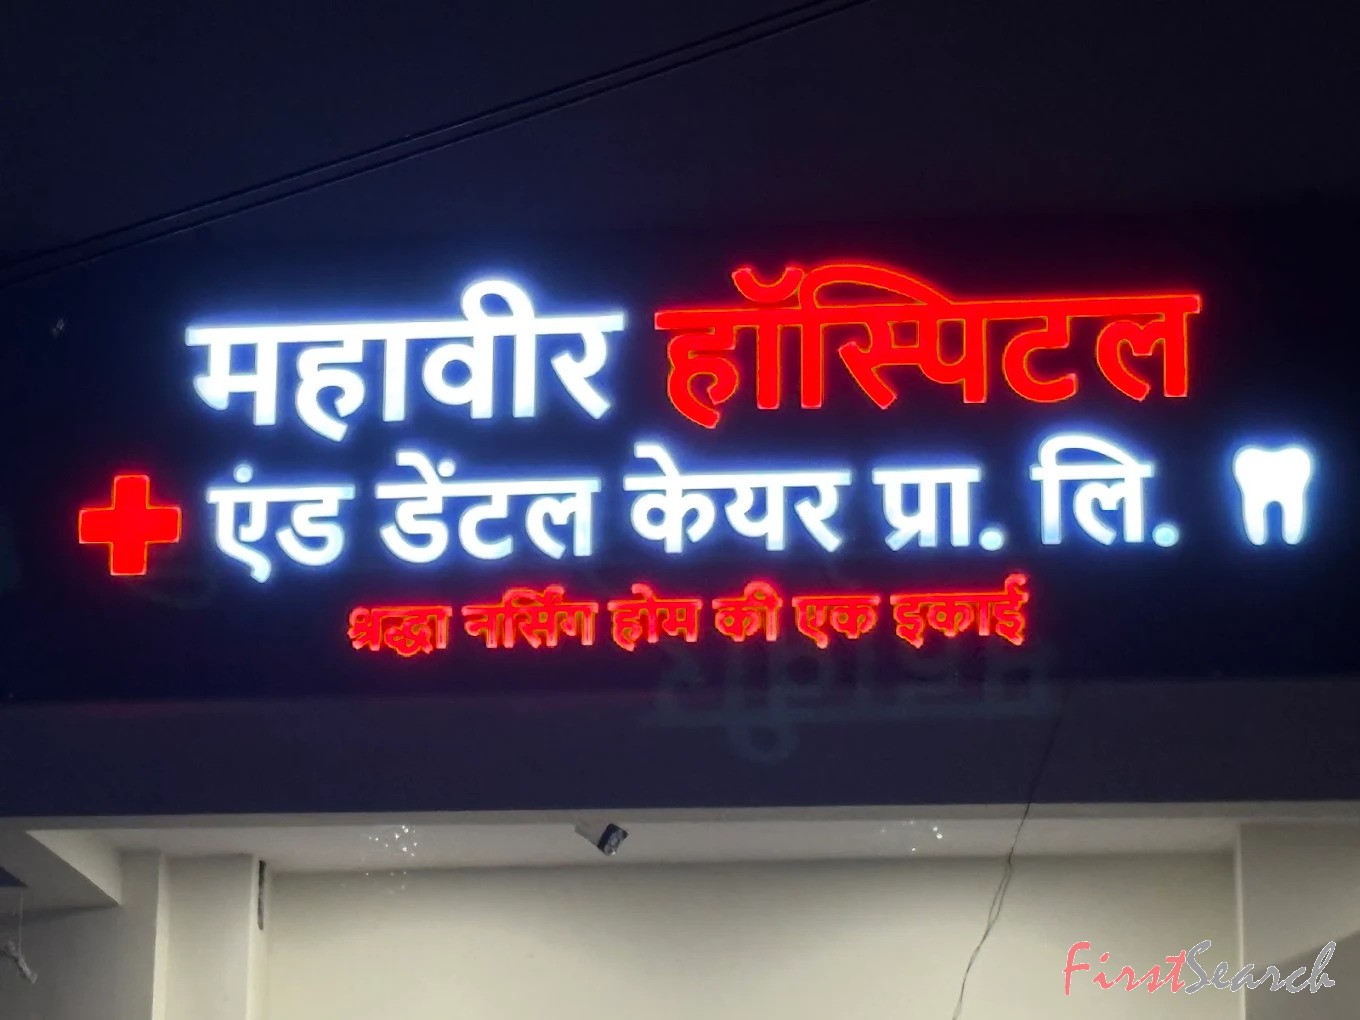 महावीर हॉस्पिटल
एंड डेंटल केयर प्रा. लि.
श्रद्धा नर्सिंग होम की एक इकाई
FirstSearch